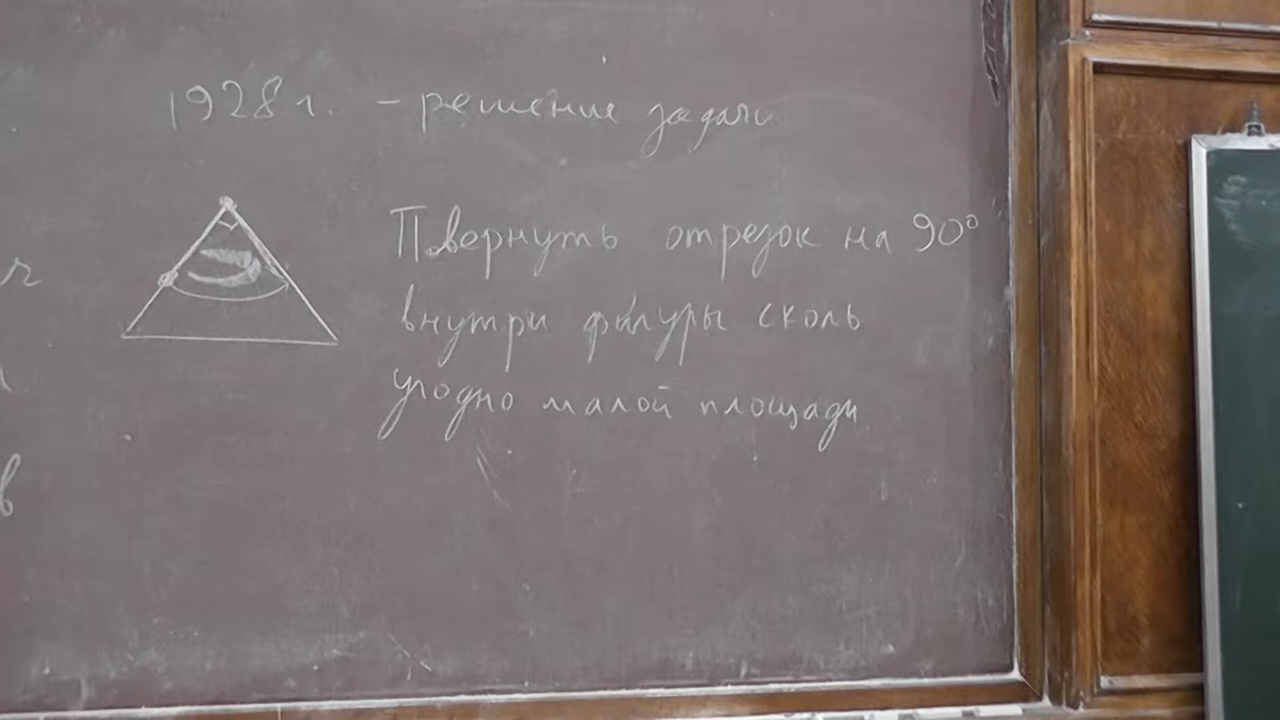 1928 г. – решение задачи
Повернуть отрезок на 90°
внутри фигуры сколь
угодно малой площади